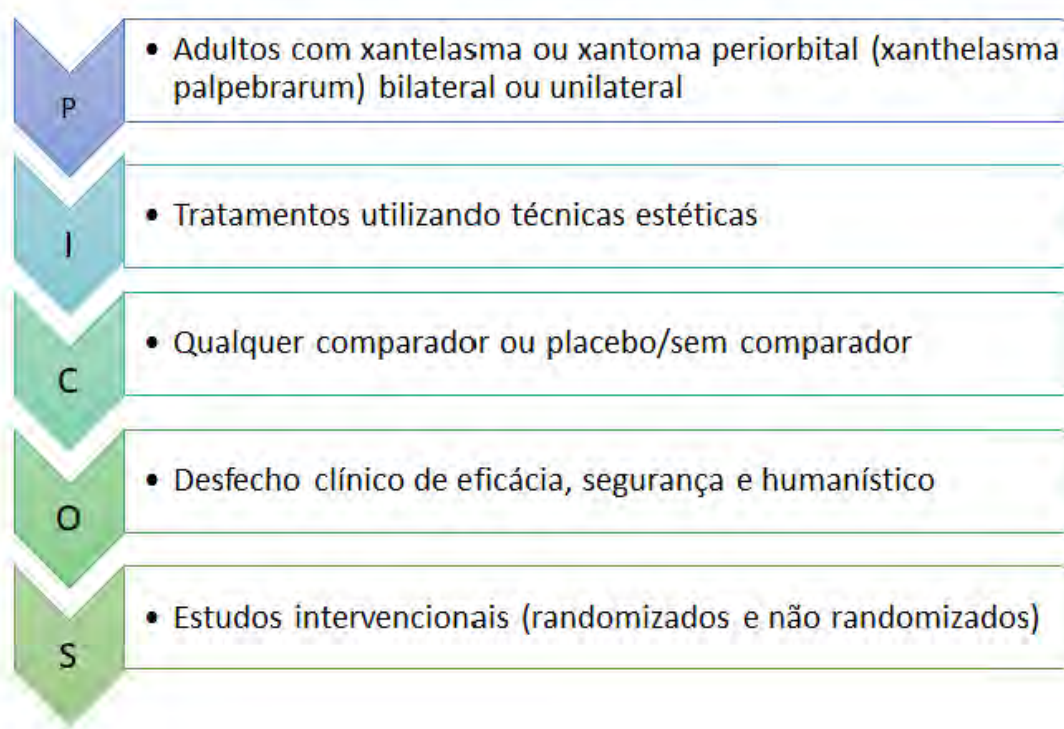 P
• Adultos com xantelasma ou xantoma periorbital (xanthelasma
palpebrarum) bilateral ou unilateral
I
• Tratamentos utilizando técnicas estéticas
C
• Qualquer comparador ou placebo/sem comparador
O
• Desfecho clínico de eficácia, segurança e humanístico
S
• Estudos intervencionais (randomizados e não randomizados)